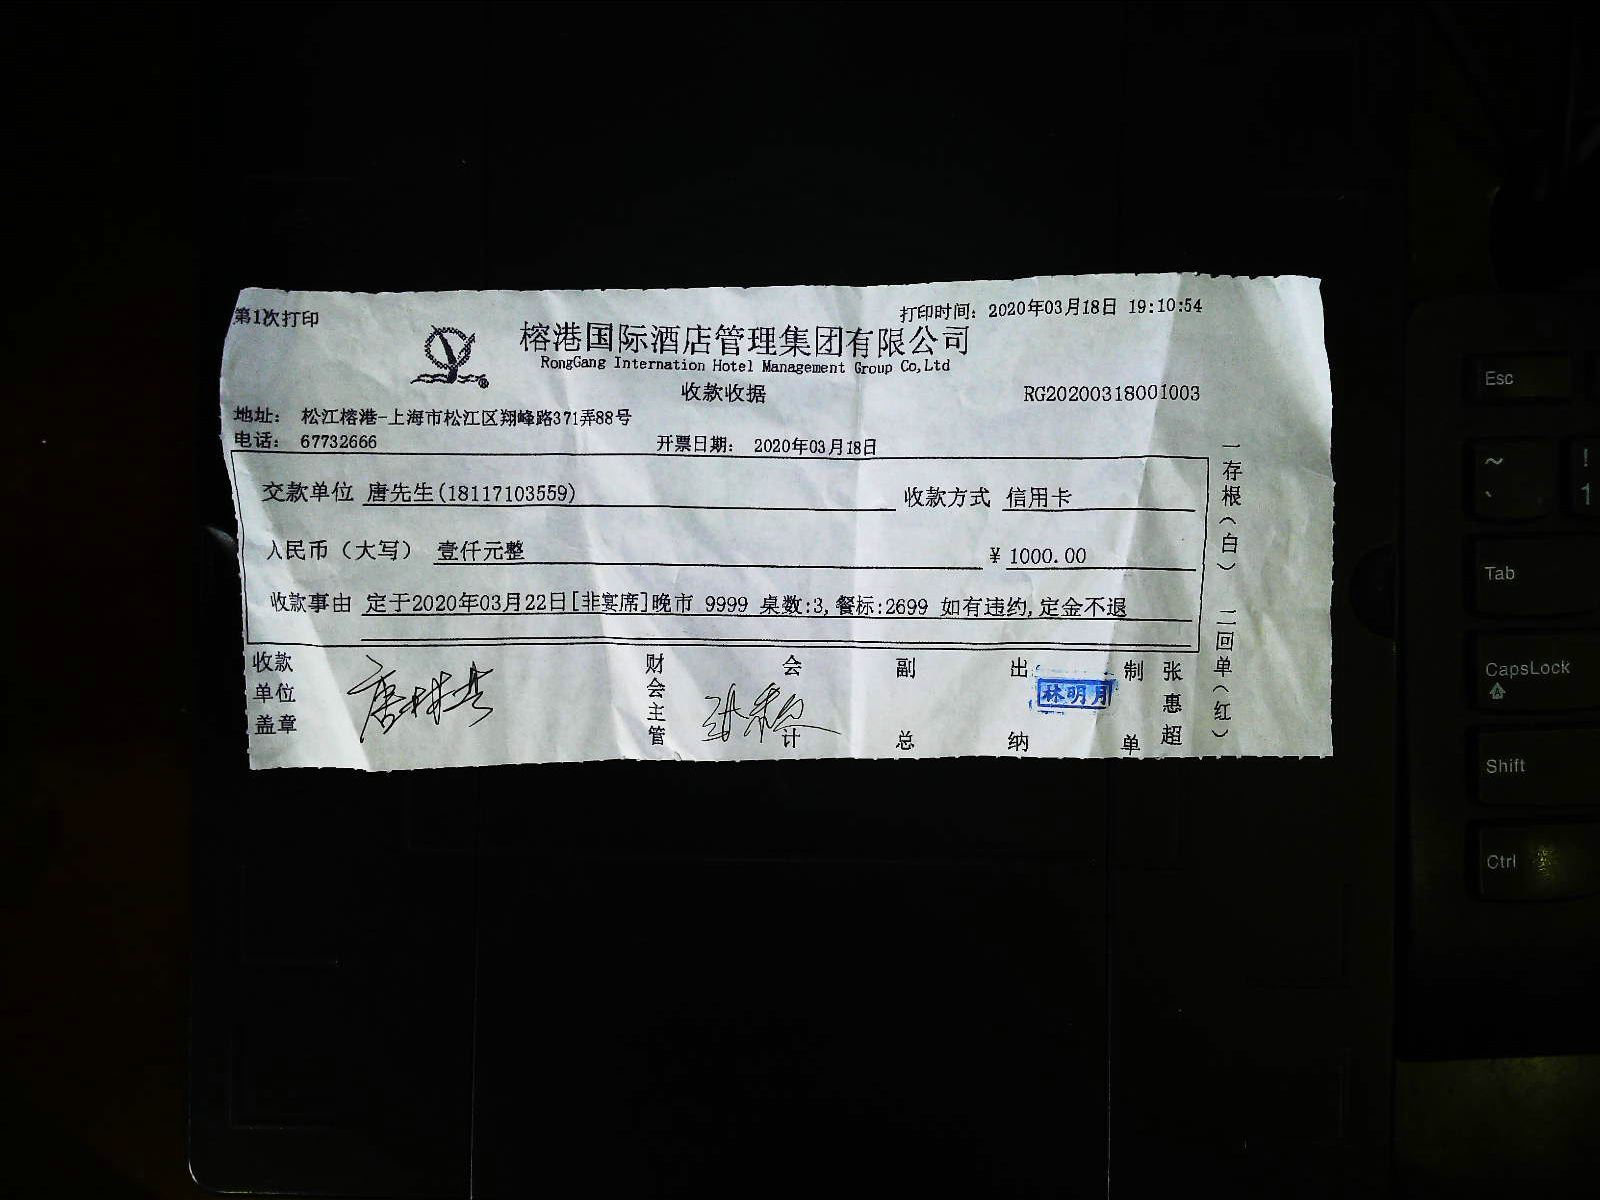 第1次打印
打印时间: 2020年03月18日 19:10:54
榕港国际酒店管理集团有限公司
RongGang Internation Hotel Management Group Co,Ltd
收款收据
RG20200318001003
地址: 松江榕港-上海市松江区翔峰路371弄88号
电话: 67732666
开票日期: 2020年03月18日
交款单位 唐先生(18117103559)
收款方式 信用卡
人民币（大写） 壹仟元整
¥ 1000.00
收款事由 定于2020年03月22日[非宴席]晚市 9999 桌数:3,餐标:2699 如有违约,定金不退
收款单位盖章
财会主管
会计
副总
出纳
林明月
制单
张惠超
一存根（白） 二回单（红）
Esc
~
、
!
1
Tab
CapsLock
Shift
Ctrl